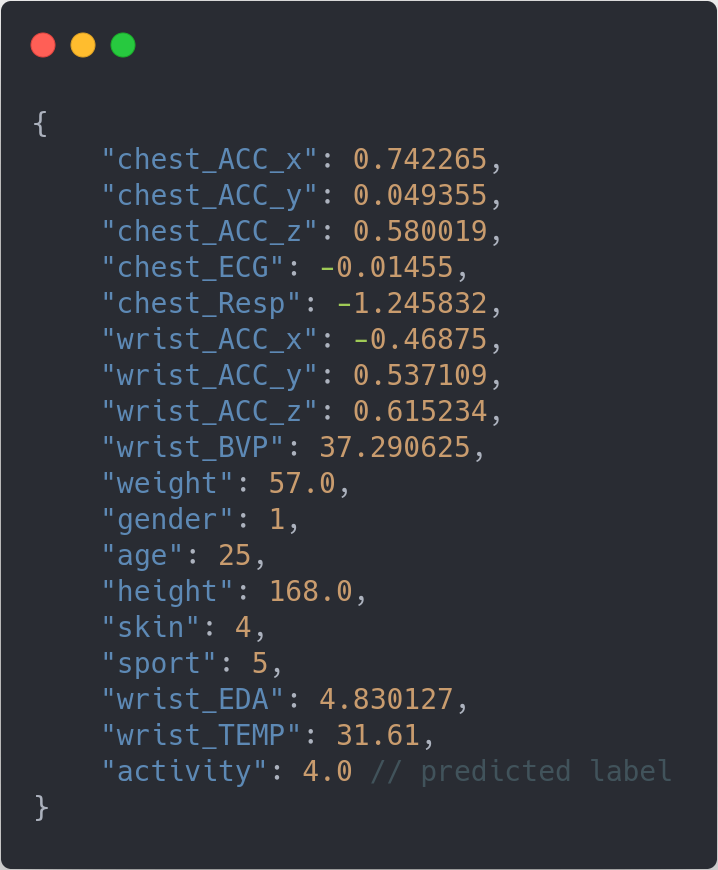 {
    "chest_ACC_x": 0.742265,
    "chest_ACC_y": 0.049355,
    "chest_ACC_z": 0.580019,
    "chest_ECG": -0.01455,
    "chest_Resp": -1.245832,
    "wrist_ACC_x": -0.46875,
    "wrist_ACC_y": 0.537109,
    "wrist_ACC_z": 0.615234,
    "wrist_BVP": 37.290625,
    "weight": 57.0,
    "gender": 1,
    "age": 25,
    "height": 168.0,
    "skin": 4,
    "sport": 5,
    "wrist_EDA": 4.830127,
    "wrist_TEMP": 31.61,
    "activity": 4.0 // predicted label
}